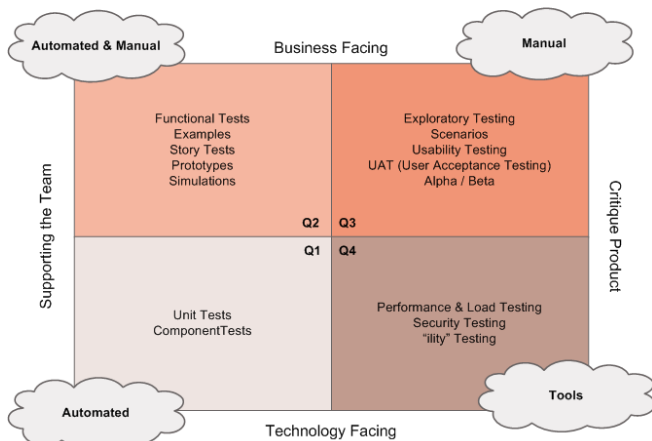 Automated & Manual
Business Facing
Manual
Functional Tests
Examples
Story Tests
Prototypes
Simulations
Exploratory Testing
Scenarios
Usability Testing
UAT (User Acceptance Testing)
Alpha / Beta
Supporting the Team
Critique Product
Q2
Q3
Q1
Q4
Unit Tests
ComponentTests
Performance & Load Testing
Security Testing
“ility” Testing
Automated
Tools
Technology Facing